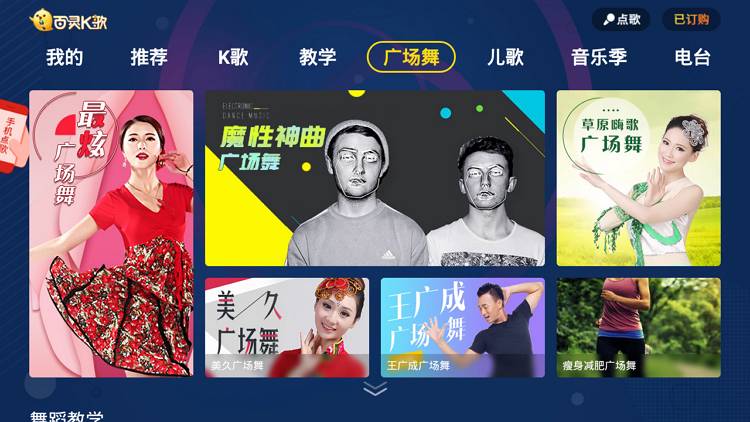 百灵K歌
点歌
已订购
我的
推荐
K歌
教学
广场舞
儿歌
音乐季
电台
手机点歌
最炫
广场舞
ELECTRONIC
DANCE MUSIC
魔性神曲
广场舞
草原嗨歌
广场舞
美久
广场舞
美久广场舞
王广成
广场舞
王广成广场舞
瘦身减肥广场舞
舞蹈教学